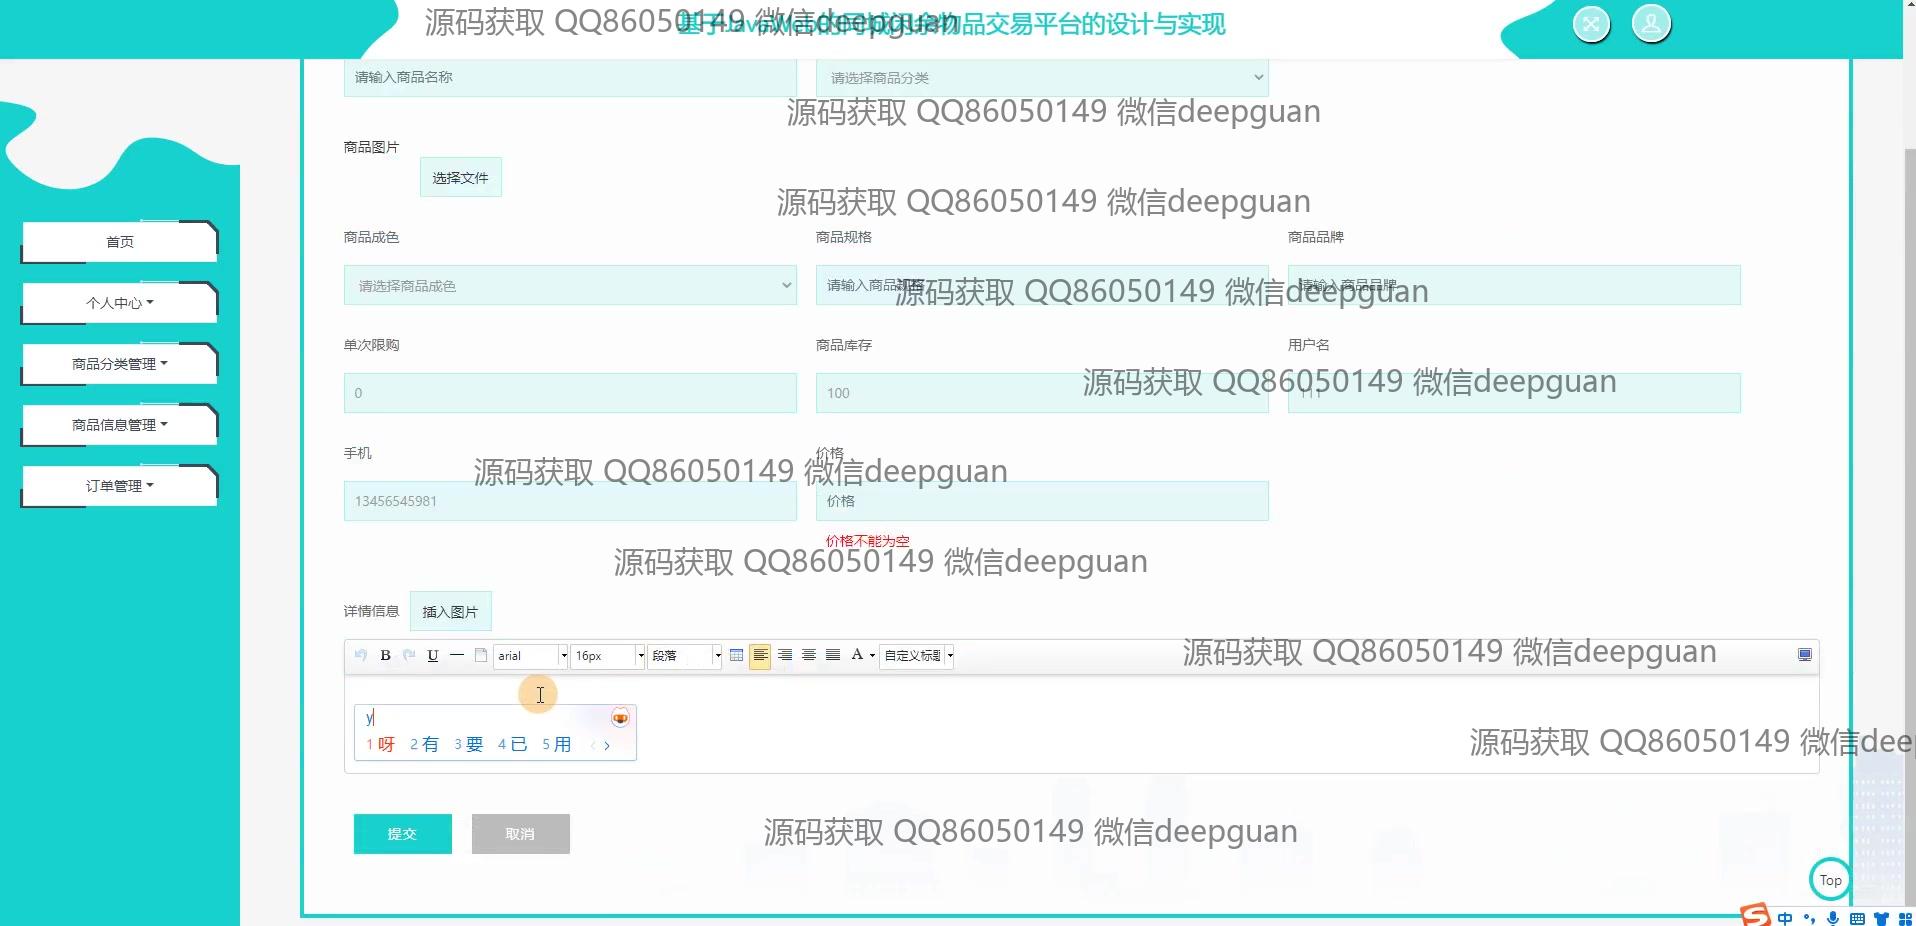 源码获取 QQ86050149 微信deepguan
基于JavaWeb的同城闲余物品交易平台的设计与实现
请输入商品名称
请选择商品分类
源码获取 QQ86050149 微信deepguan
商品图片
选择文件
源码获取 QQ86050149 微信deepguan
商品成色
商品规格
商品品牌
请选择商品成色
请输入商品规格
请输入商品品牌
源码获取 QQ86050149 微信deepguan
单次限购
商品库存
用户名
0
100
111
源码获取 QQ86050149 微信deepguan
手机
价格
源码获取 QQ86050149 微信deepguan
13456545981
价格
价格不能为空
源码获取 QQ86050149 微信deepguan
详情信息
插入图片
B U arial 16px 段落 A 自定义标题
源码获取 QQ86050149 微信deepguan
y
1 呀 2 有 3 要 4 已 5 用
源码获取 QQ86050149 微信dee
提交
取消
源码获取 QQ86050149 微信deepguan
Top
中
首页
个人中心
商品分类管理
商品信息管理
订单管理